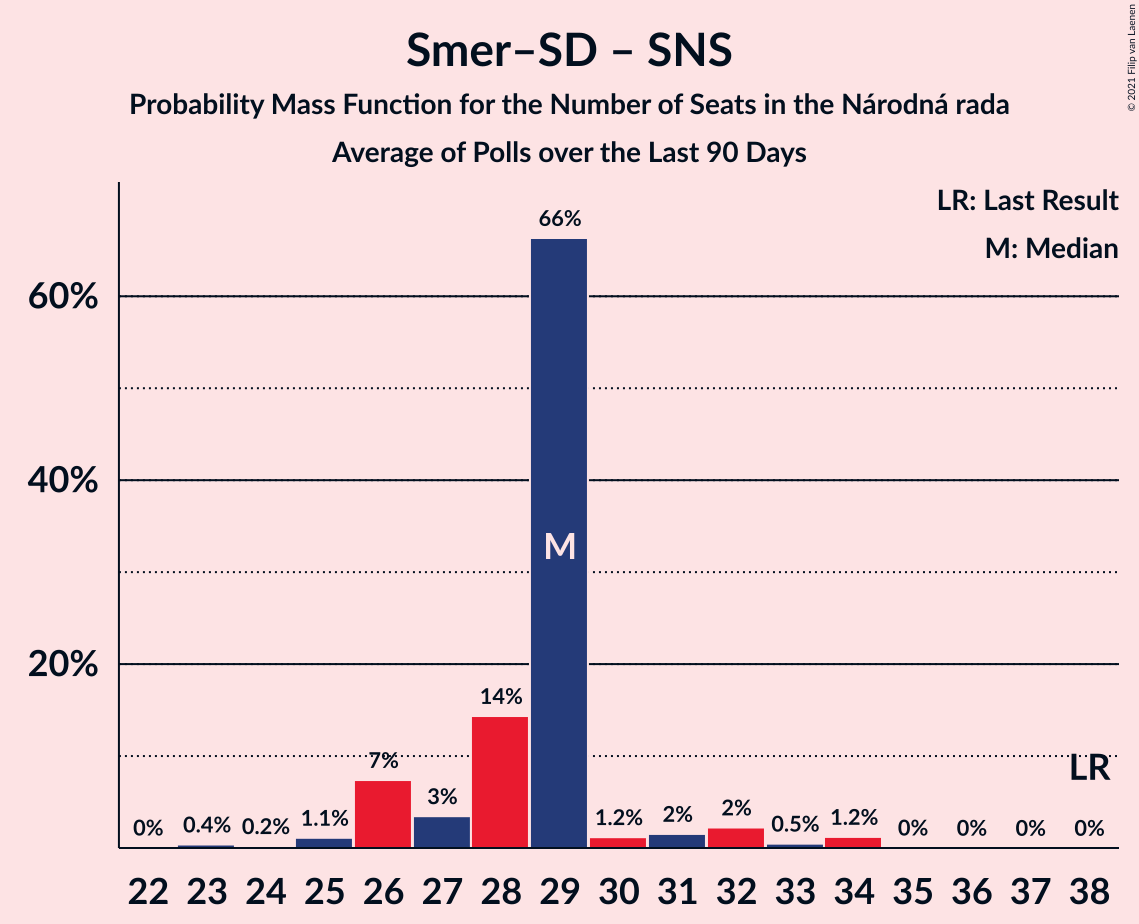 Smer–SD – SNS
Probability Mass Function for the Number of Seats in the Národná rada
Average of Polls over the Last 90 Days
© 2021 Filip van Laenen
LR: Last Result
M: Median
60%
40%
20%
0% 0.4% 0.2% 1.1% 7% 3% 14% 66% 1.2% 2% 2% 0.5% 1.2% 0% 0% 0% 0%
M
LR
22 23 24 25 26 27 28 29 30 31 32 33 34 35 36 37 38